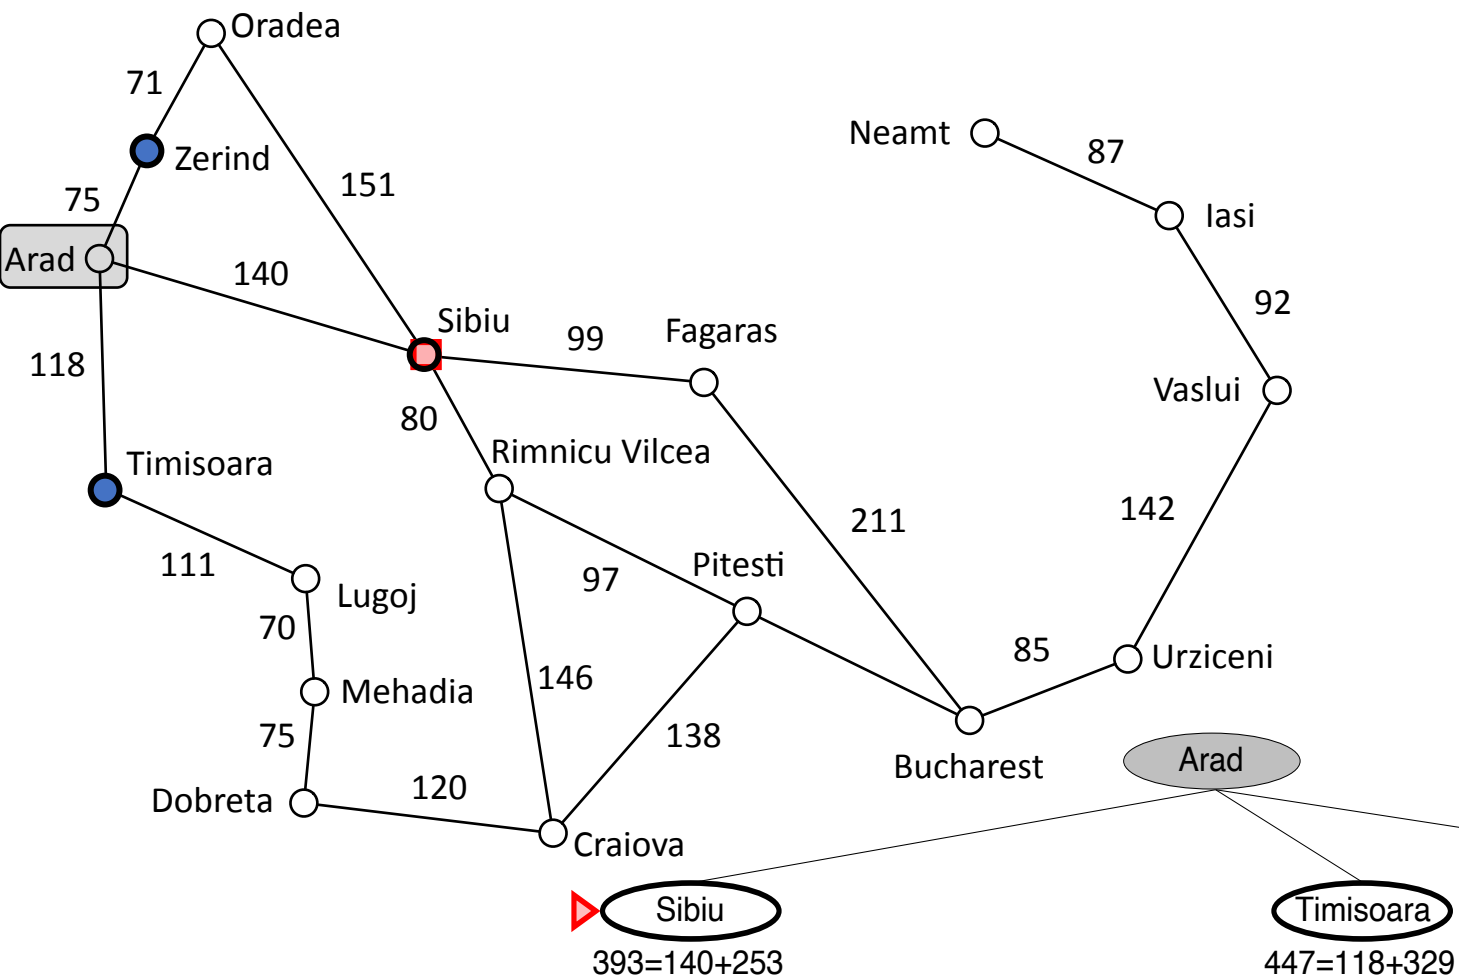 Oradea
71
Neamt
87
Zerind
151
75
Iasi
Arad
140
92
Sibiu
99
Fagaras
118
Vaslui
80
Rimnicu Vilcea
Timisoara
211
142
111
97
Pitesti
Lugoj
70
85
Urziceni
146
Mehadia
75
138
Bucharest
Arad
Dobreta
120
Craiova
Sibiu
Timisoara
393=140+253
447=118+329